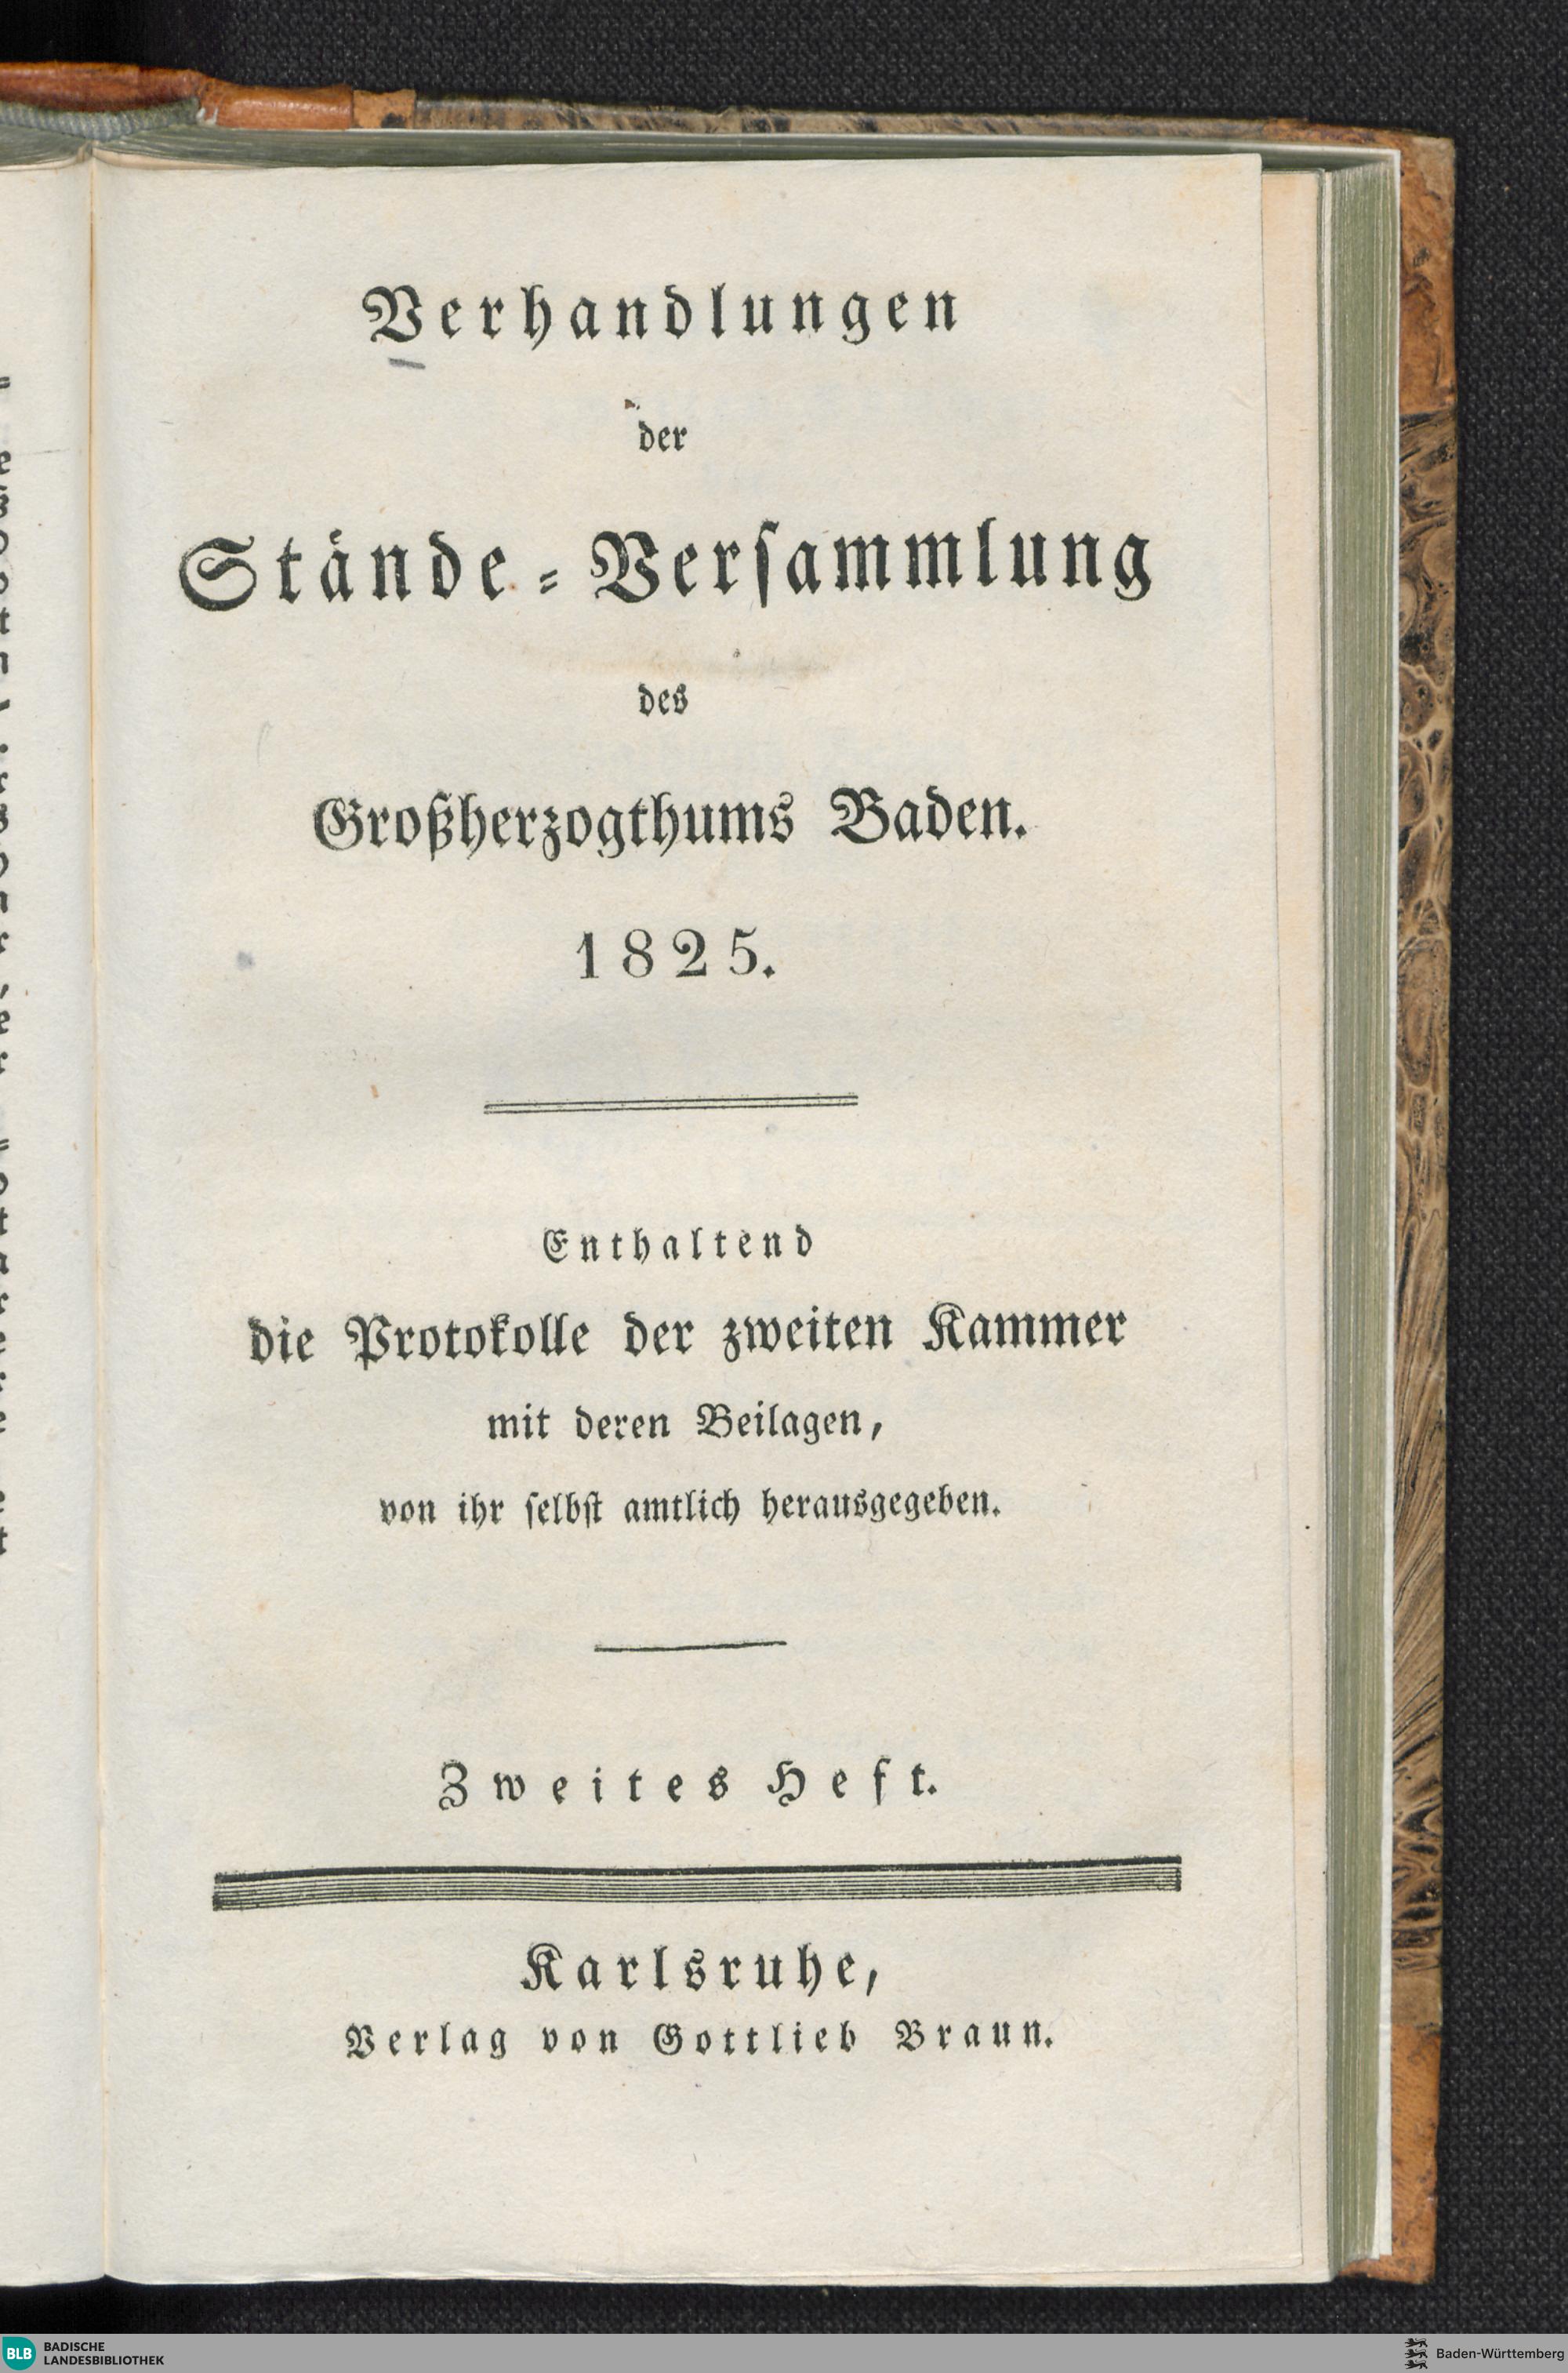 Verhandlungen
der
Stände-Versammlung
des
Großherzogthums Baden.
1825.
Enthaltend
die Protokolle der zweiten Kammer
mit deren Beilagen,
von ihr selbst amtlich herausgegeben.
Zweites Heft.
Karlsruhe,
Verlag von Gottlieb Braun.
BLB
BADISCHE
LANDESBIBLIOTHEK
Baden-Württemberg